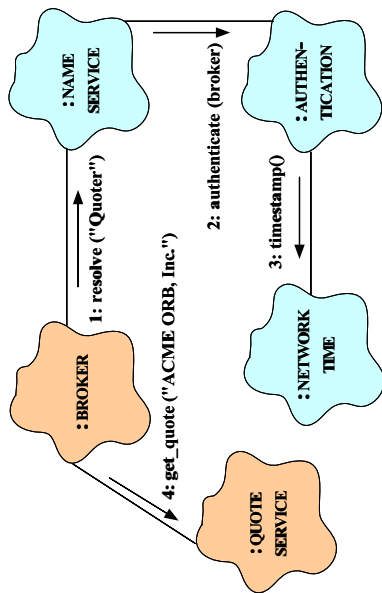 :NAME
SERVICE
:AUTHEN-
TICATION
2: authenticate (broker)
1: resolve ("Quoter")
3: timestamp()
:BROKER
4: get_quote ("ACME ORB, Inc.")
:NETWORK
TIME
:QUOTE
SERVICE